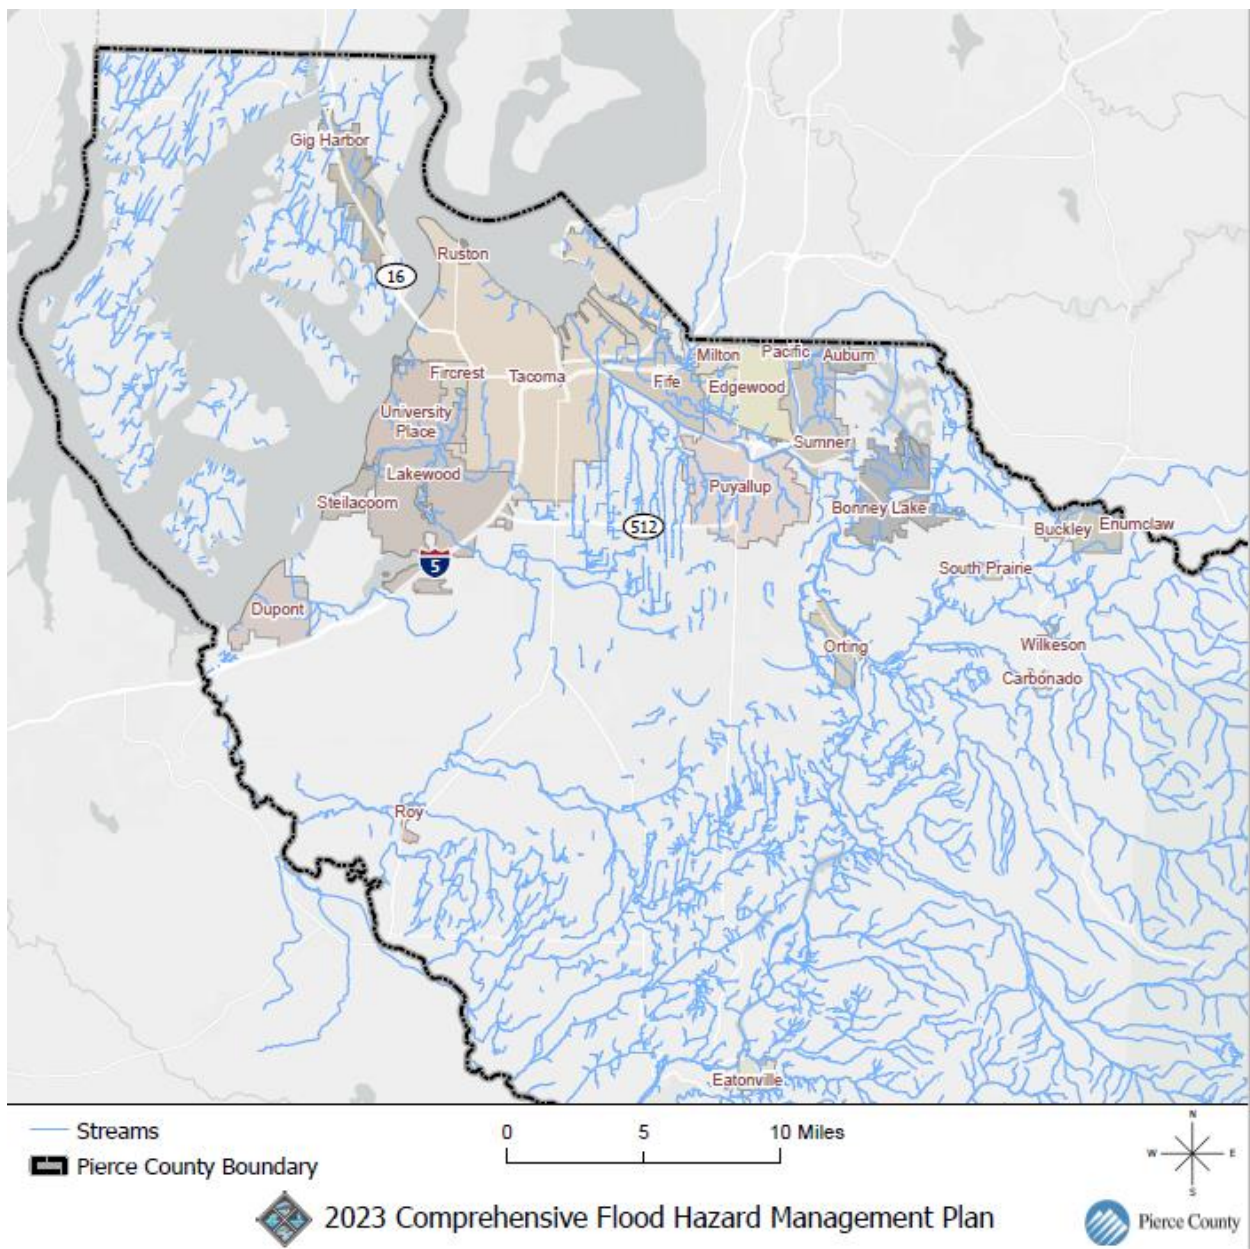 Gig Harbor
Ruston
16
Milton
Pacific
Auburn
Fircrest
Tacoma
Fife
Edgewood
University
Place
Sumner
Lakewood
Steilacoom
Puyallup
Bonney Lake
512
Buckley
Enumclaw
5
South Prairie
Dupont
Orting
Wilkeson
Carbonado
Roy
Eatonville
Streams
Pierce County Boundary
0 5 10 Miles
N
W E
S
2023 Comprehensive Flood Hazard Management Plan
Pierce County